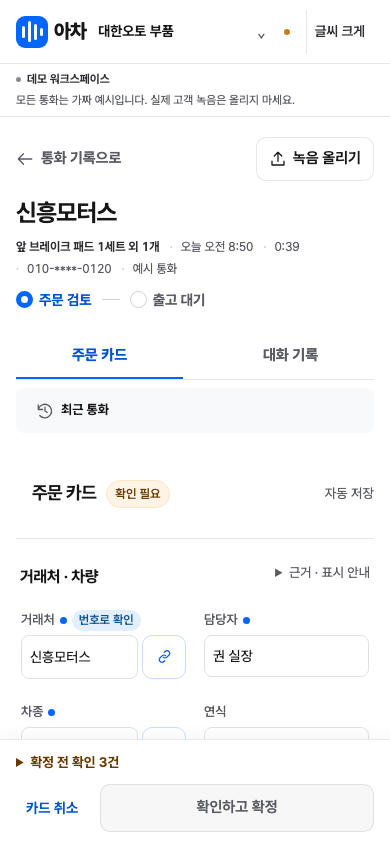 아차 대한오토 부품 글씨 크게
데모 워크스페이스
모든 통화는 가짜 예시입니다. 실제 고객 녹음은 올리지 마세요.
← 통화 기록으로 녹음 올리기
신흥모터스
앞 브레이크 패드 1세트 외 1개 · 오늘 오전 8:50 · 0:39
· 010-****-0120 · 예시 통화
주문 검토 출고 대기
주문 카드 대화 기록
최근 통화
주문 카드 확인 필요 자동 저장
거래처 · 차량 ▶ 근거 · 표시 안내
거래처 번호로 확인 담당자
신흥모터스 권 실장
차종 연식
▶ 확정 전 확인 3건
카드 취소 확인하고 확정